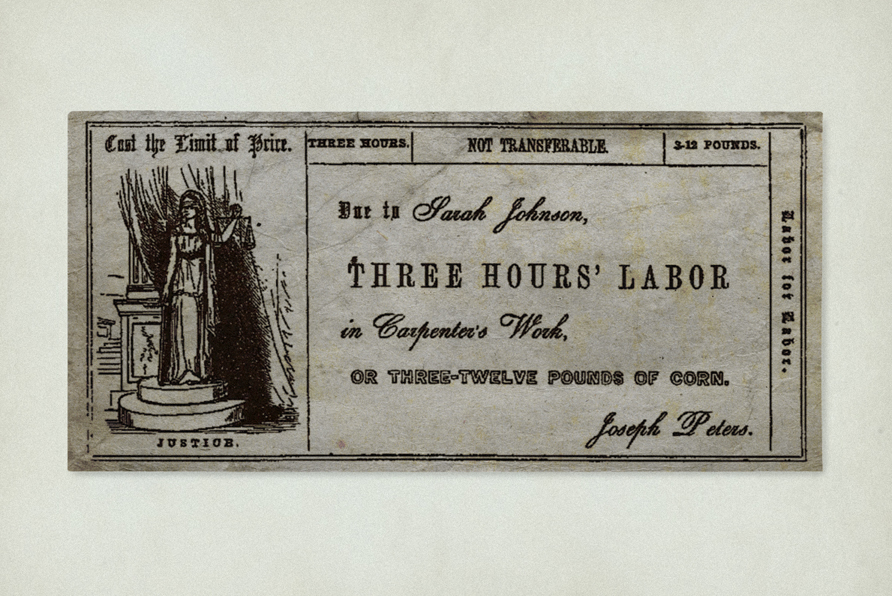 Cost the Limit of Price.
THREE HOURS.
NOT TRANSFERABLE.
3-12 POUNDS.
Due to Sarah Johnson,
THREE HOURS' LABOR
in Carpenter's Work,
OR THREE-TWELVE POUNDS OF CORN.
Joseph Peters.
JUSTICE.
Labor for Labor.